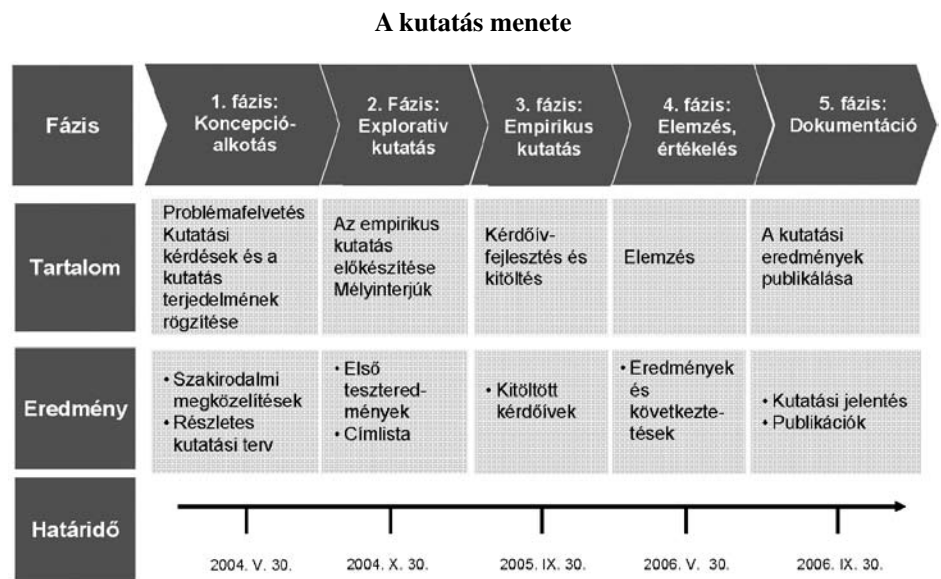 A kutatás menete
Fázis
1. fázis:
Koncepció-
alkotás
2. Fázis:
Explorativ
kutatás
3. fázis:
Empirikus
kutatás
4. fázis:
Elemzés,
értékelés
5. fázis:
Dokumentáció
Tartalom
Problémafelvetés
Kutatási
kérdések és a
kutatás
terjedelmének
rögzítése
Az empirikus
kutatás
előkészítése
Mélyinterjúk
Kérdőív-
fejlesztés és
kitöltés
Elemzés
A kutatási
eredmények
publikálása
Eredmény
• Szakirodalmi
megközelítések
• Részletes
kutatási terv
• Első
tesztered-
mények
• Címlista
• Kitöltött
kérdőívek
• Eredmények
és
következte-
tések
• Kutatási jelentés
• Publikációk
Határidő
2004. V. 30.
2004. X. 30.
2005. IX. 30.
2006. V. 30.
2006. IX. 30.